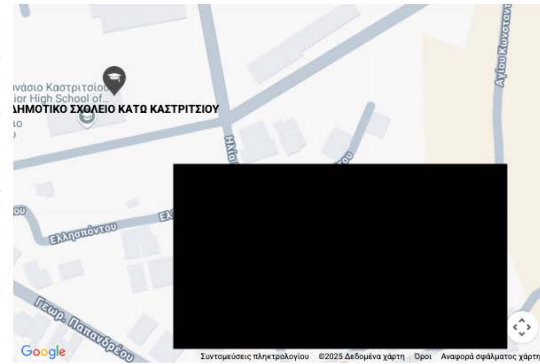 Αγίου Κωνσταντ
νάσιο Καστριτσίου
ior High School of...
ΔΗΜΟΤΙΚΟ ΣΧΟΛΕΙΟ ΚΑΤΩ ΚΑΣΤΡΙΤΣΙΟΥ
Ελλησπόντου
Γεωρ. Παπανδρέου
Google
Συντομεύσεις πληκτρολογίου ©2025 Δεδομένα χάρτη Όροι Αναφορά σφάλματος χάρτη